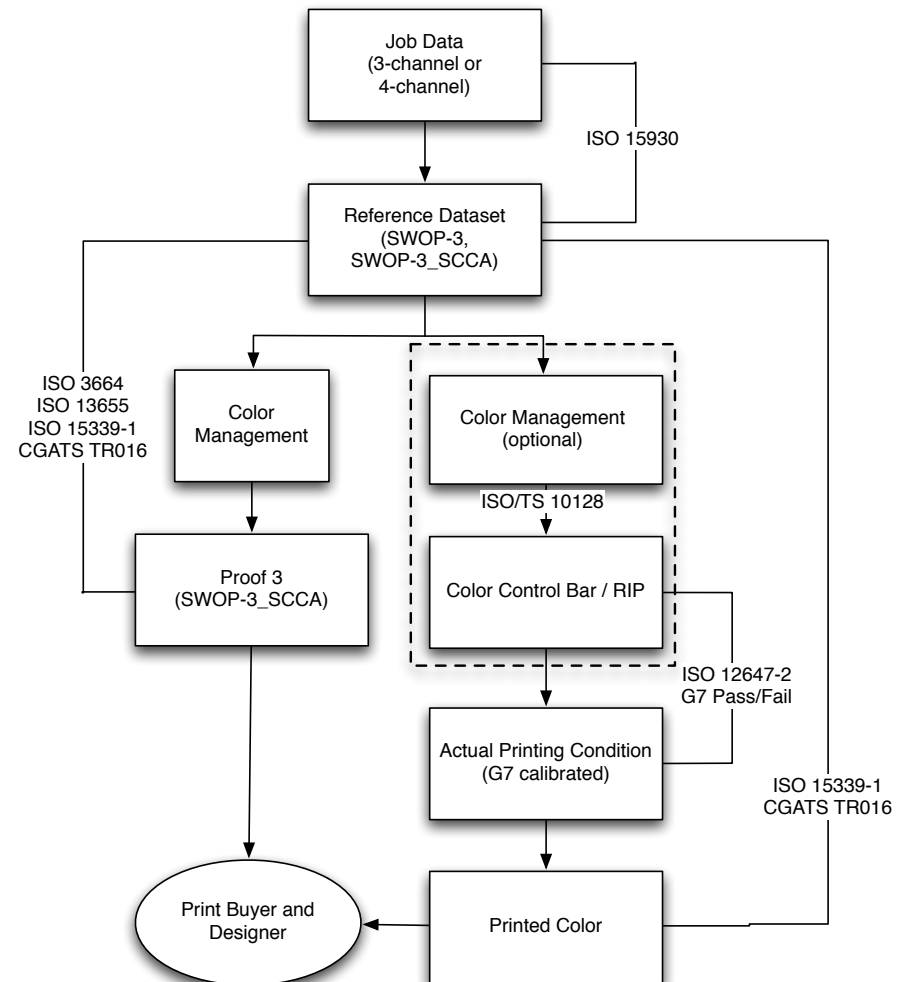 Job Data
(3-channel or
4-channel)
ISO 15930
Reference Dataset
(SWOP-3,
SWOP-3_SCCA)
ISO 3664
ISO 13655
ISO 15339-1
CGATS TR016
Color
Management
Color Management
(optional)
ISO/TS 10128
Proof 3
(SWOP-3_SCCA)
Color Control Bar / RIP
ISO 12647-2
G7 Pass/Fail
Actual Printing Condition
(G7 calibrated)
ISO 15339-1
CGATS TR016
Print Buyer and
Designer
Printed Color